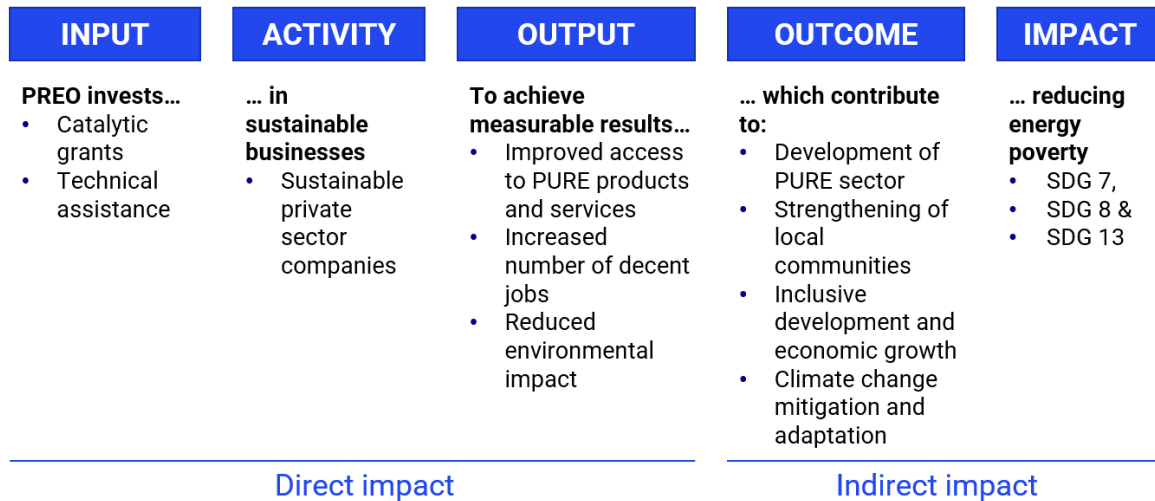 INPUT
PREO invests…
• Catalytic
grants
• Technical
assistance
ACTIVITY
… in
sustainable
businesses
• Sustainable
private
sector
companies
OUTPUT
To achieve
measurable results…
• Improved access
to PURE products
and services
• Increased
number of decent
jobs
• Reduced
environmental
impact
OUTCOME
… which contribute
to:
• Development of
PURE sector
• Strengthening of
local
communities
• Inclusive
development and
economic growth
• Climate change
mitigation and
adaptation
IMPACT
… reducing
energy
poverty
• SDG 7,
• SDG 8 &
• SDG 13
Direct impact
Indirect impact